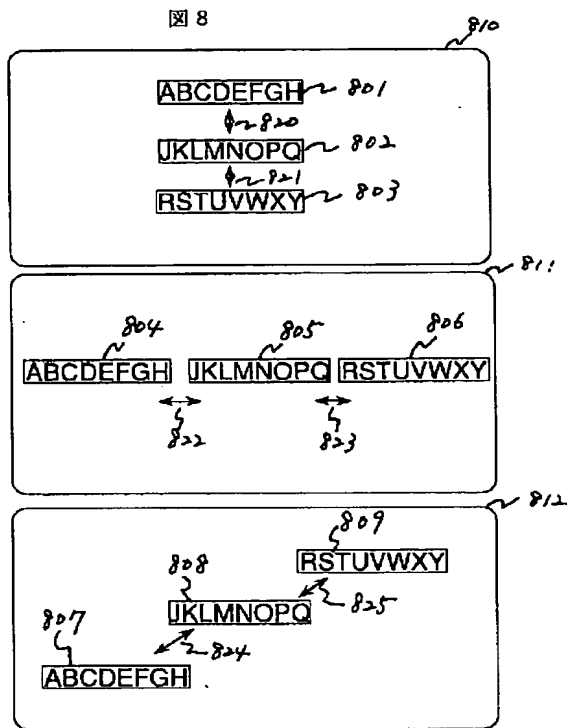 図 8
810
ABCDEFGH 801
820
JKLMNOPQ 802
821
RSTUVWXY 803
811
804 805 806
ABCDEFGH JKLMNOPQ RSTUVWXY
822 823
812
809
808 RSTUVWXY
807 JKLMNOPQ 825
824
ABCDEFGH